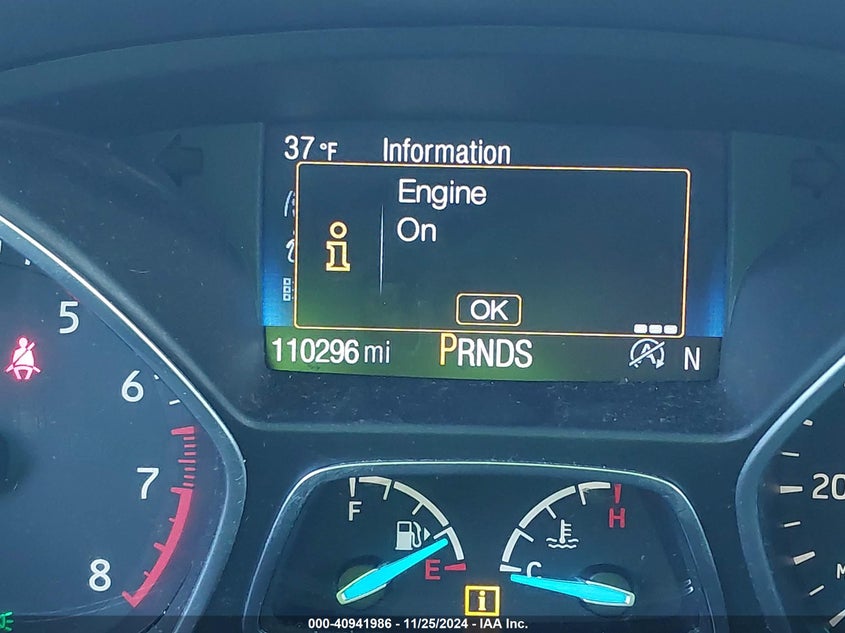 37°F Information
Engine
On
OK
110296 mi PRNDS N
5
6
7
8
F
E
C
H
20
000-40941986 - 11/25/2024 - IAA Inc.